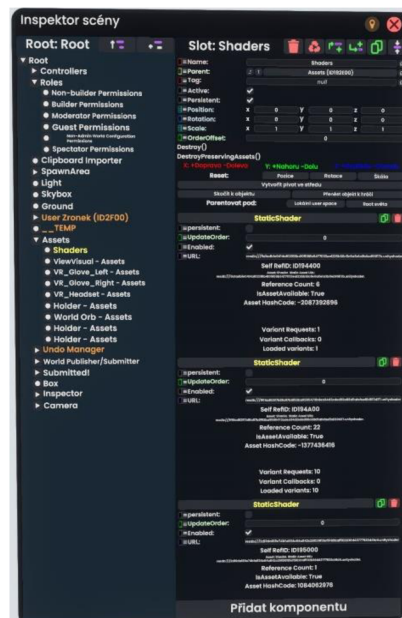 Inspektor scény
Root: Root
Root
Controllers
Roles
Non-builder Permissions
Builder Permissions
Moderator Permissions
Guest Permissions
Spectator Permissions
Clipboard Importer
SpawnArea
Light
Skybox
Ground
User Zronek (ID2F00)
__TEMP
Assets
Shaders
ViewVisual - Assets
VR_Glove_Left - Assets
VR_Glove_Right - Assets
VR_Headset - Assets
Holder - Assets
World Orb - Assets
Holder - Assets
Holder - Assets
Undo Manager
World Publisher/Submitter
Submitted!
Box
Inspector
Camera
Slot: Shaders
Name: Shaders
Parent: Assets
Tag: null
Active:
Persistent:
Position: x 0 y 0 z 0
Rotation: x 0 y 0 z 0
Scale: x 1 y 1 z 1
OrderOffset: 0
Destroy()
DestroyPreservingAssets()
Y: +Nahoru -Dolu
Reset: Pozice Rotace Škála
Vytvořit pivot ve středu
Skočit k objektu
Parentovat pod: Lokální user space Root světa
StaticShader
persistent:
UpdateOrder: 0
Enabled:
URL:
Self RefID: ID194400
Reference Count: 6
IsAssetAvailable: True
Asset HashCode: -2087392696
Variant Requests: 1
Variant Callbacks: 0
Loaded variants: 1
StaticShader
persistent:
UpdateOrder: 0
Enabled:
URL:
Self RefID: ID194A00
Reference Count: 22
IsAssetAvailable: True
Asset HashCode: -1377436416
Variant Requests: 10
Variant Callbacks: 0
Loaded variants: 10
StaticShader
persistent:
UpdateOrder: 0
Enabled:
URL:
Self RefID: ID195000
Reference Count: 1
IsAssetAvailable: True
Asset HashCode: 1084062976
Přidat komponentu